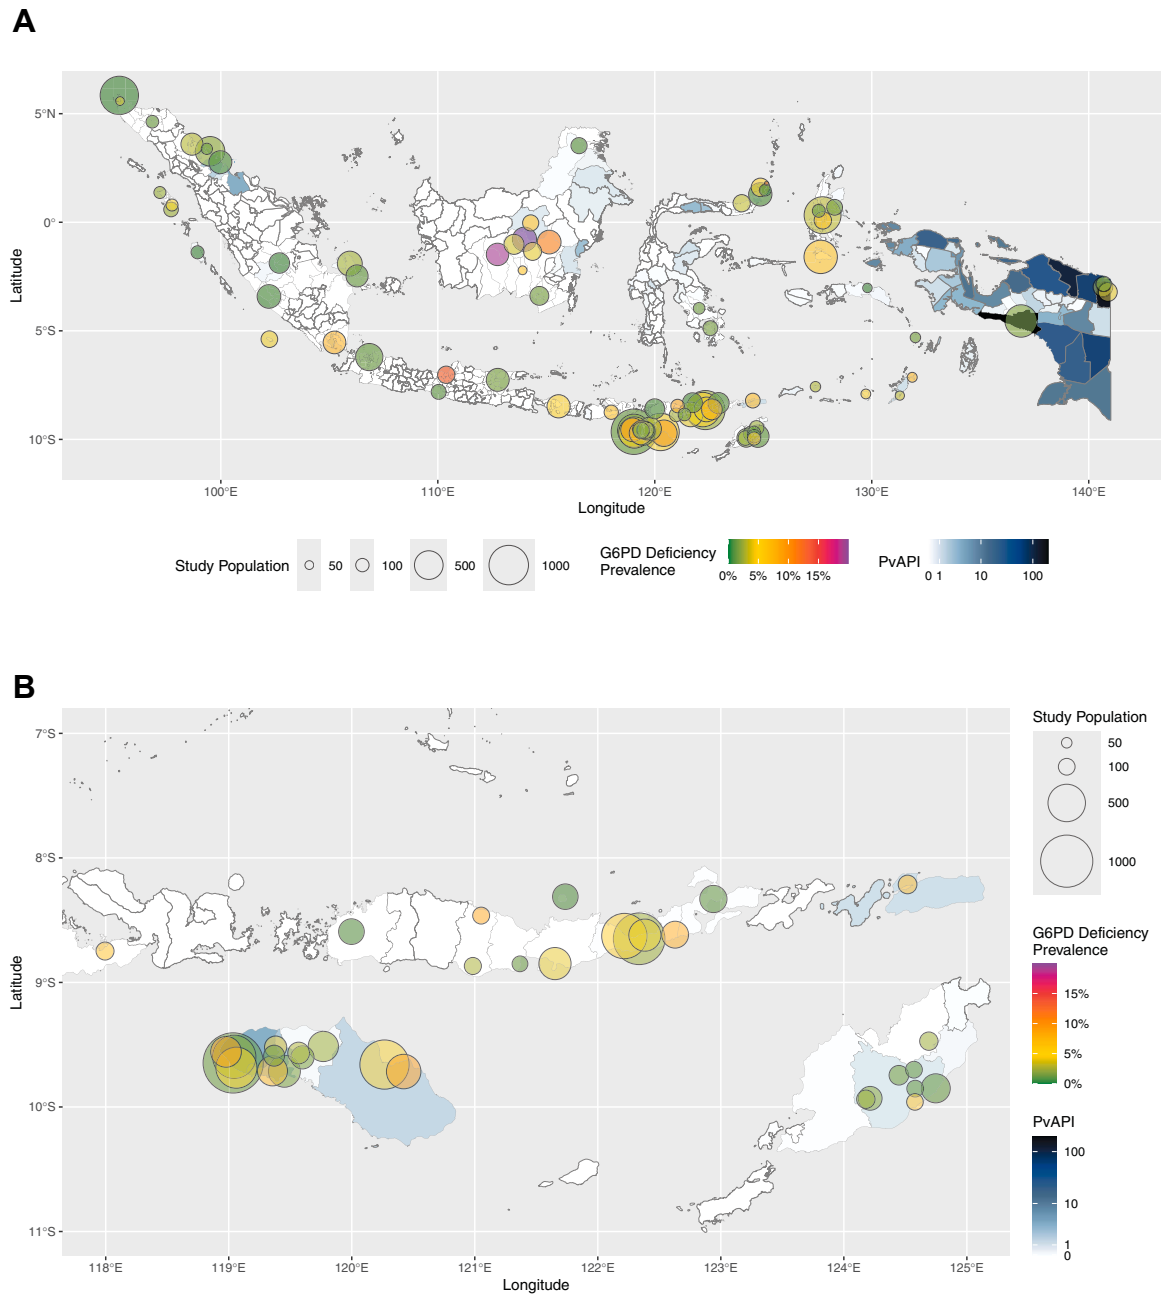 A
5°N
0°
5°S
10°S
Latitude
100°E
110°E
120°E
130°E
140°E
Longitude
Study Population
50
100
500
1000
G6PD Deficiency
Prevalence
0%
5%
10%
15%
PvAPI
0
1
10
100
B
7°S
8°S
9°S
10°S
11°S
Latitude
118°E
119°E
120°E
121°E
122°E
123°E
124°E
125°E
Longitude
Study Population
50
100
500
1000
G6PD Deficiency
Prevalence
15%
10%
5%
0%
PvAPI
100
10
1
0